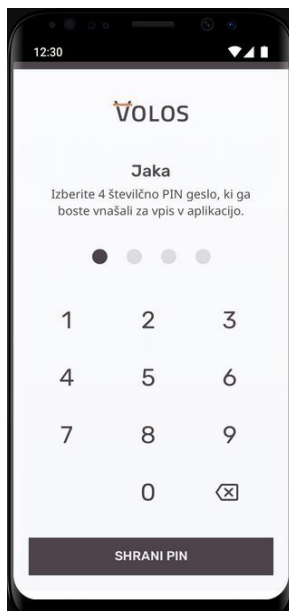 12:30
VOLOS
Jaka
Izberite 4 številčno PIN geslo, ki ga
boste vnašali za vpis v aplikacijo.
1 2 3
4 5 6
7 8 9
0
SHRANI PIN